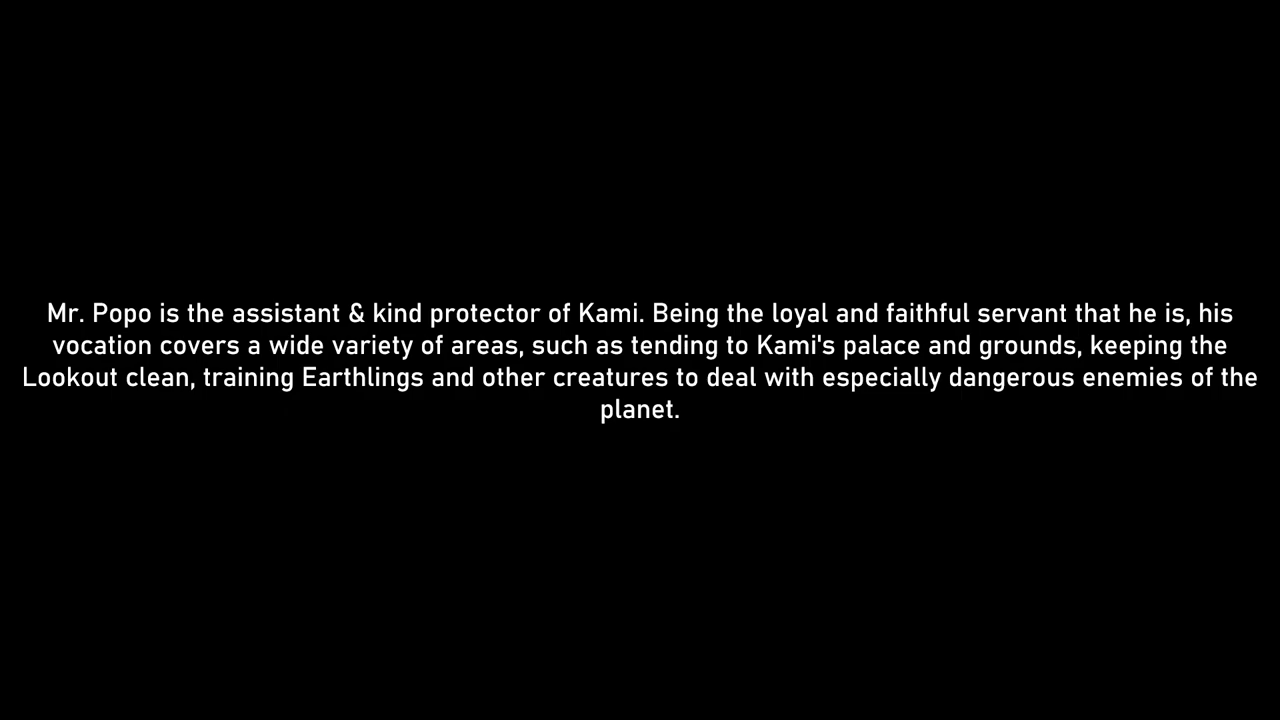 Mr. Popo is the assistant & kind protector of Kami. Being the loyal and faithful servant that he is, his
vocation covers a wide variety of areas, such as tending to Kami's palace and grounds, keeping the
Lookout clean, training Earthlings and other creatures to deal with especially dangerous enemies of the
planet.